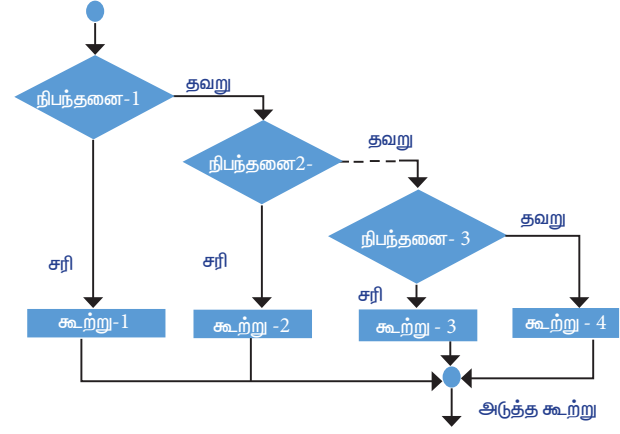 தவறு
நிபந்தனை-1
தவறு
நிபந்தனை2-
தவறு
நிபந்தனை- 3
சரி
சரி
சரி
கூற்று-1
கூற்று -2
கூற்று - 3
கூற்று - 4
அடுத்த கூற்று